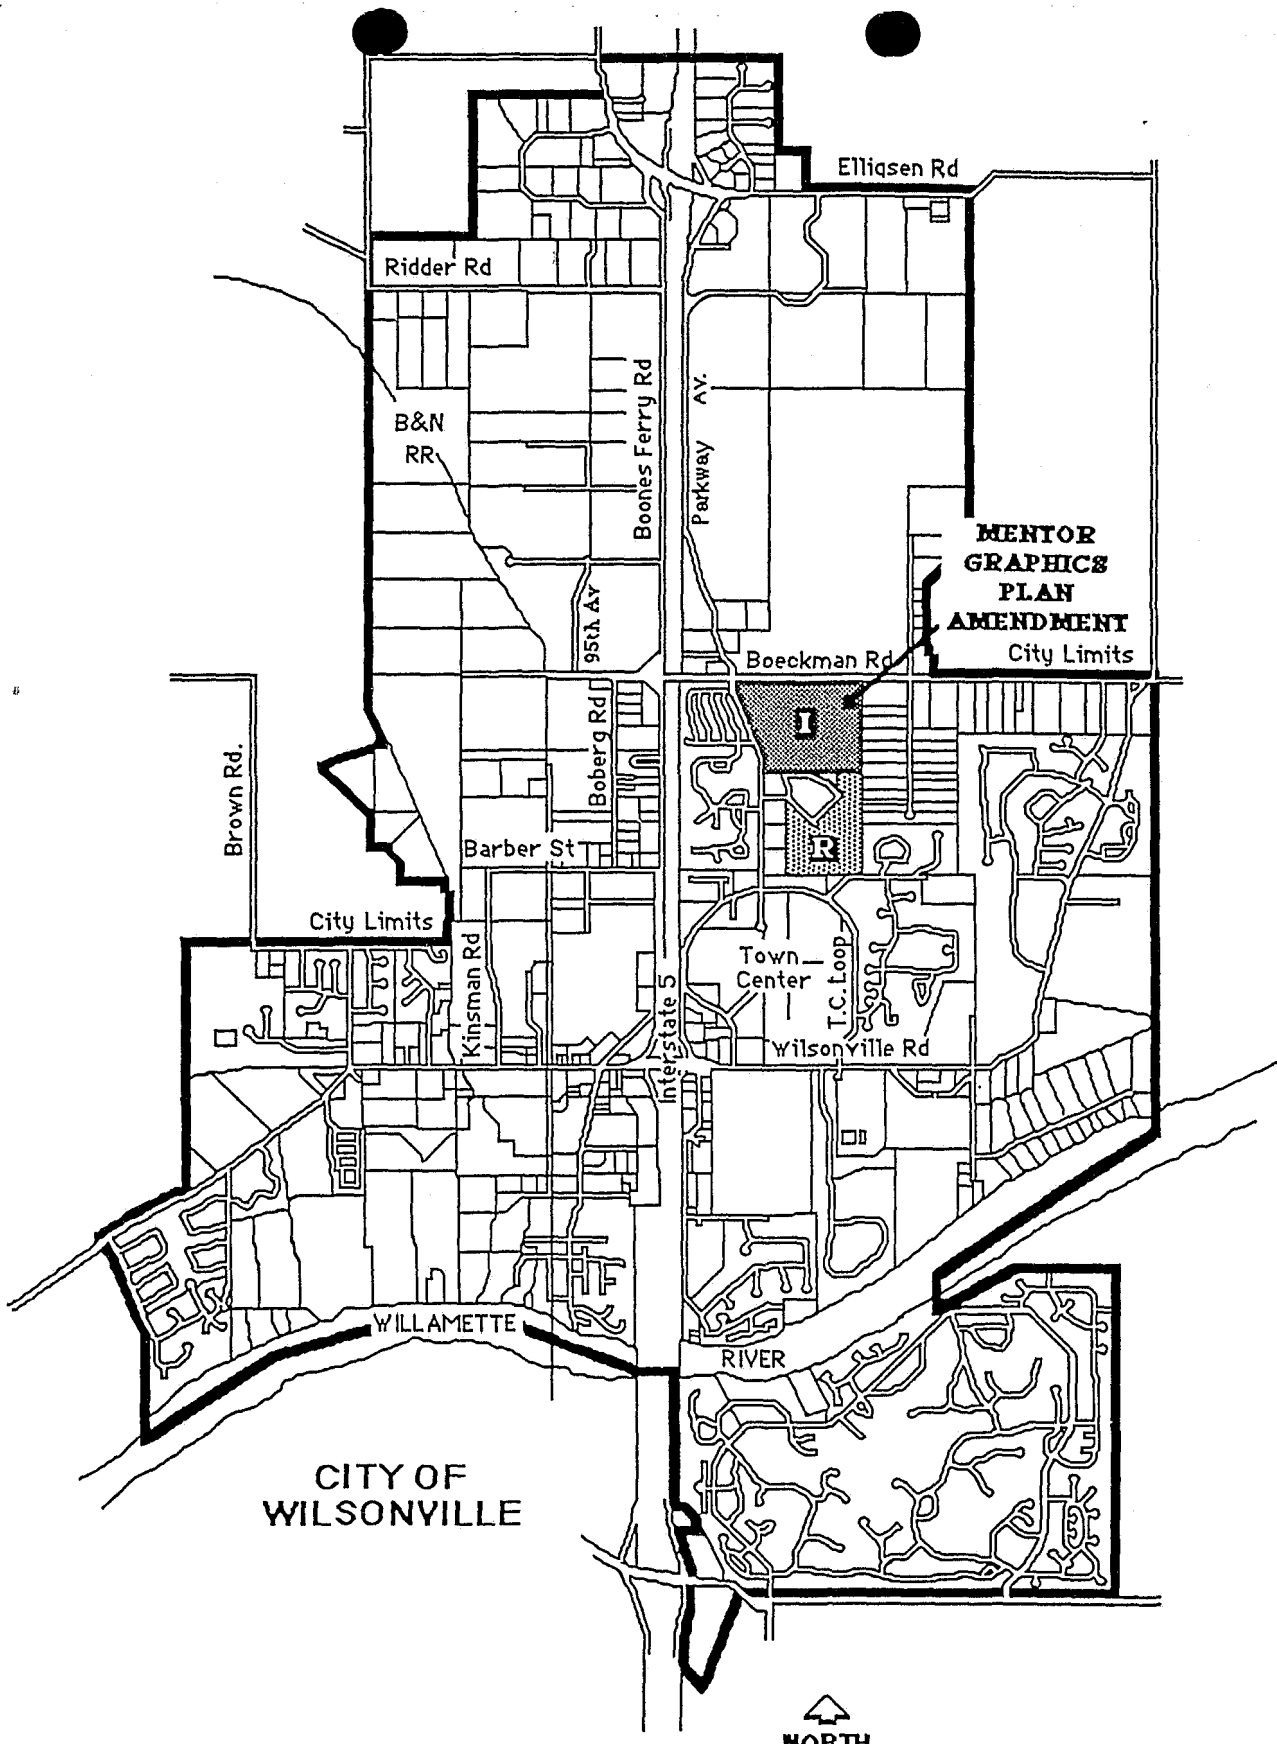 Elligsen Rd
Ridder Rd
Boones Ferry Rd
Parkway Av.
B&N
RR
MENTOR
GRAPHICS
PLAN
AMENDMENT
City Limits
95th Av
Boeckman Rd
I
Boberg Rd
Brown Rd.
R
Barber St
City Limits
Kinsman Rd
Interstate 5
Town
Center
T.C. Loop
Wilsonville Rd
WILLAMETTE
RIVER
CITY OF
WILSONVILLE
NORTH